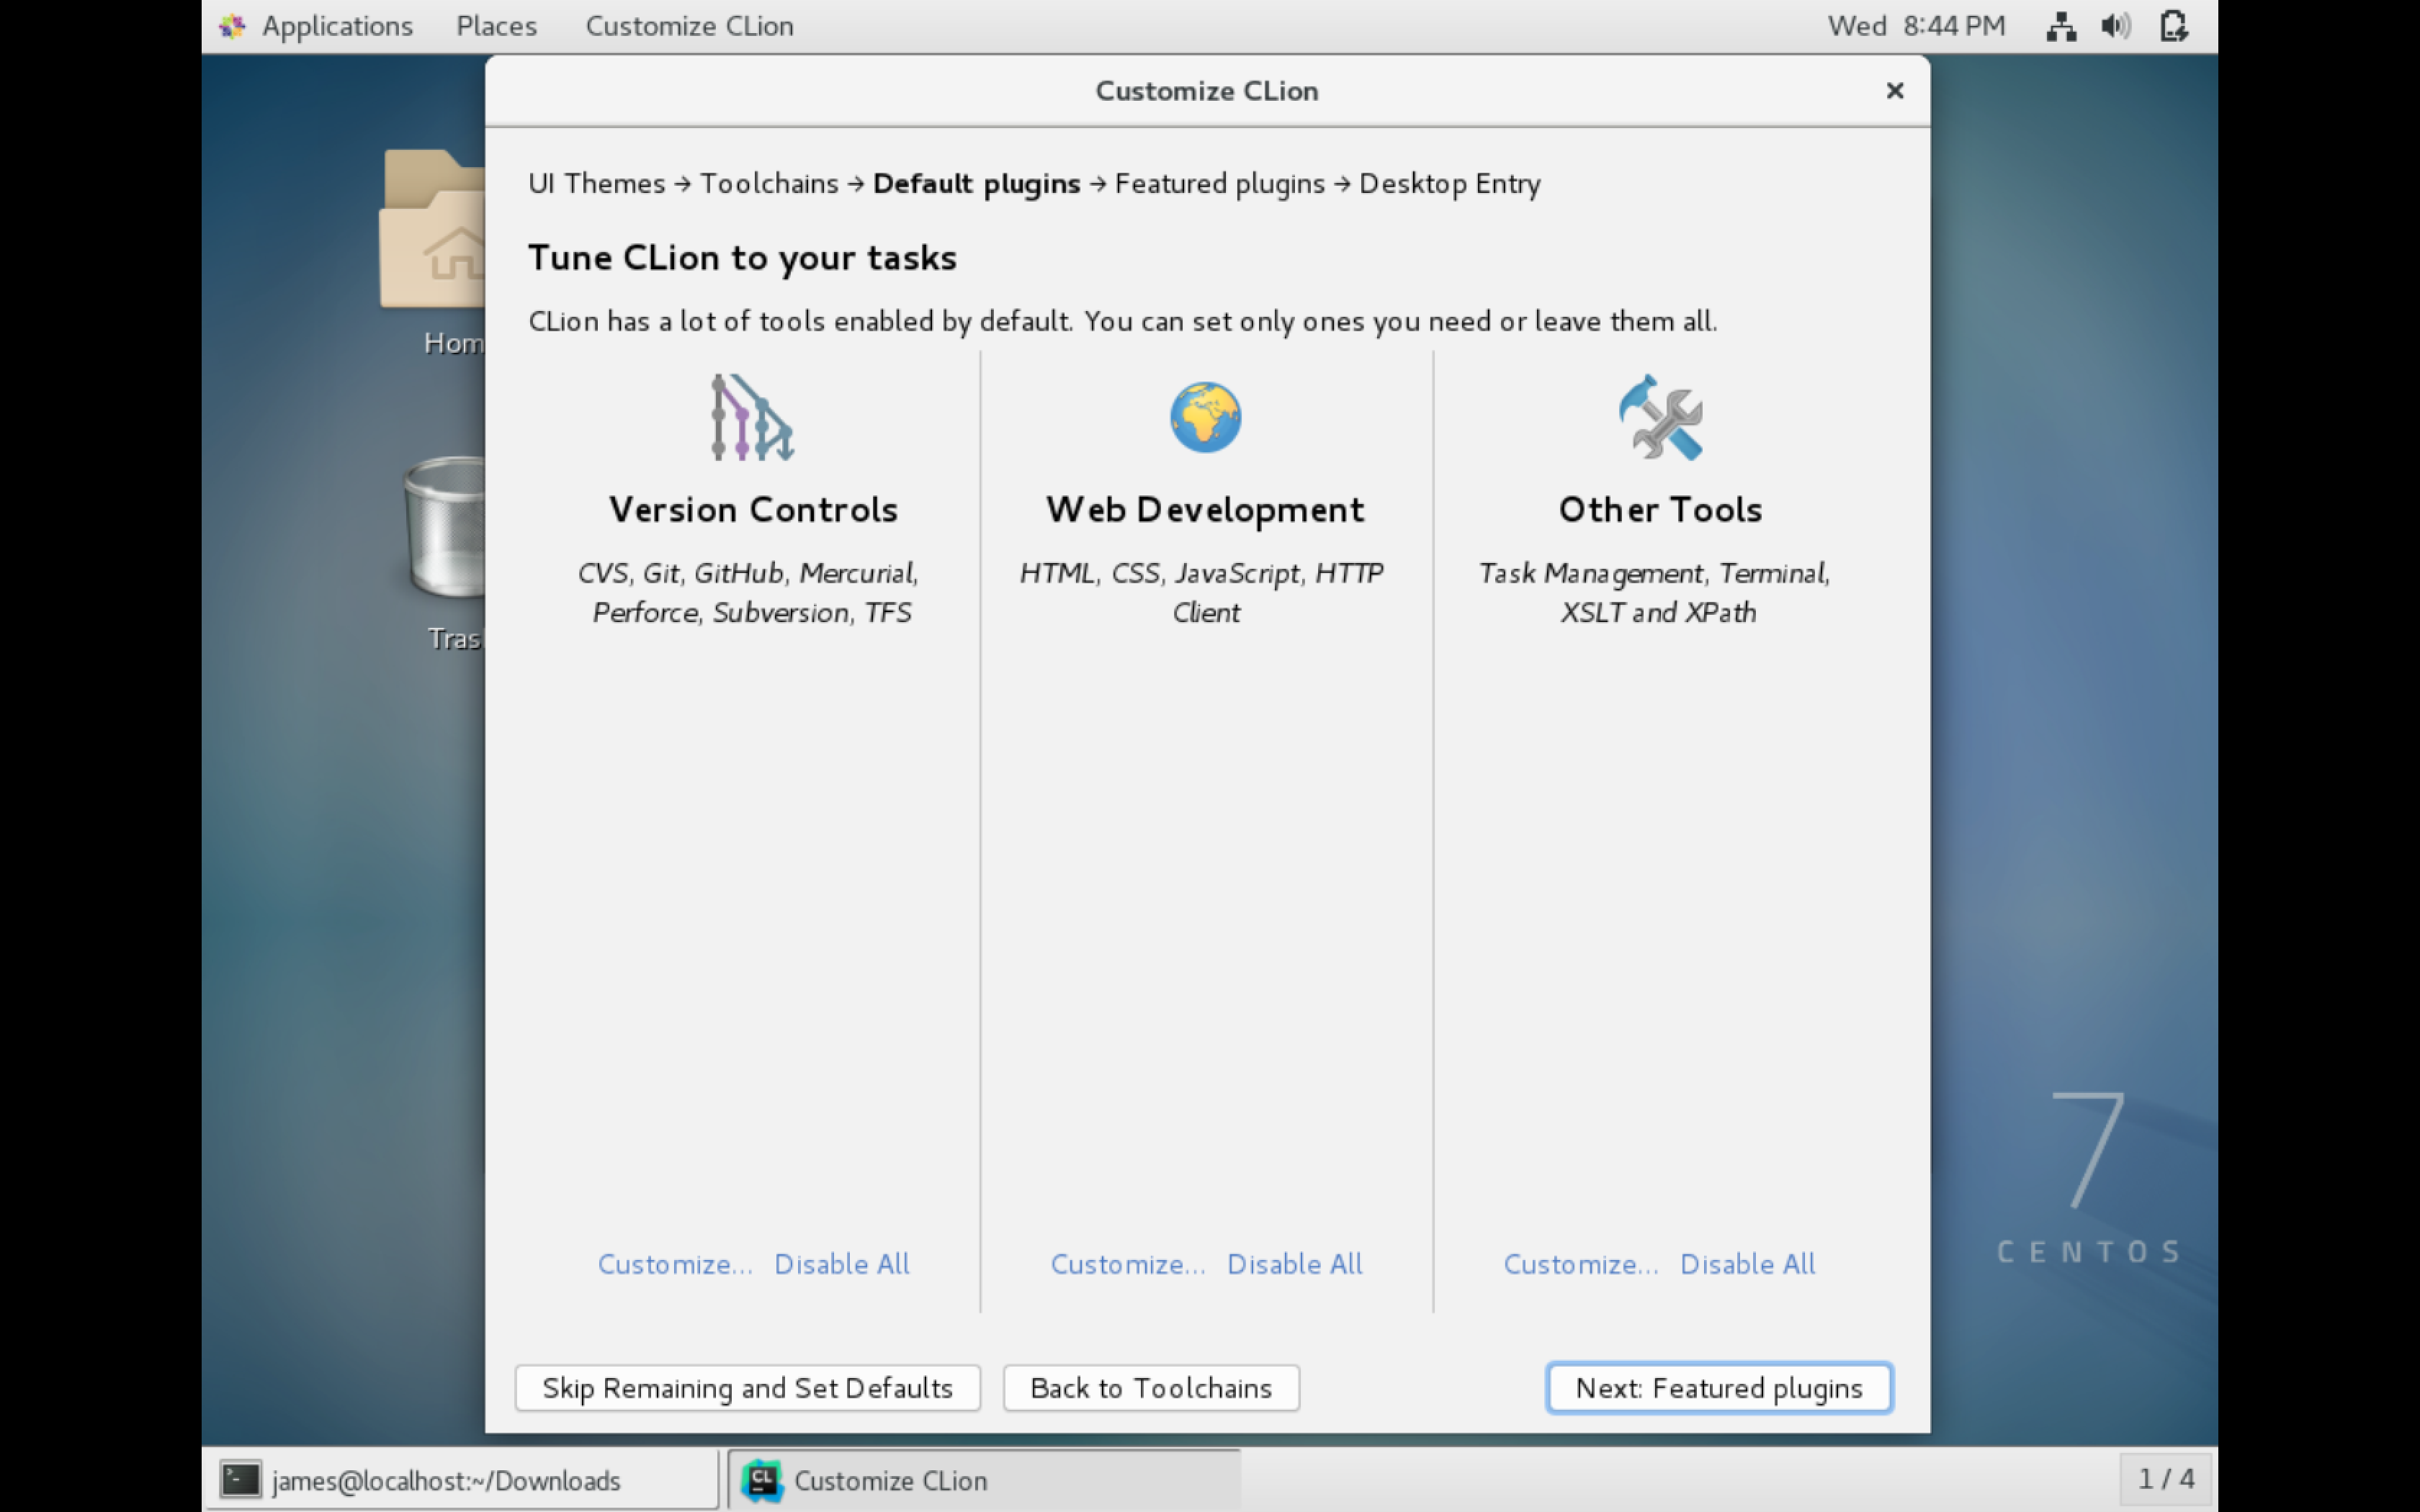 Applications Places Customize CLion Wed 8:44 PM
Customize CLion
UI Themes → Toolchains → Default plugins → Featured plugins → Desktop Entry
Tune CLion to your tasks
CLion has a lot of tools enabled by default. You can set only ones you need or leave them all.
Hom
Tras
Version Controls
CVS, Git, GitHub, Mercurial,
Perforce, Subversion, TFS
Customize... Disable All
Web Development
HTML, CSS, JavaScript, HTTP
Client
Customize... Disable All
Other Tools
Task Management, Terminal,
XSLT and XPath
Customize... Disable All
Skip Remaining and Set Defaults Back to Toolchains Next: Featured plugins
7
CENTOS
james@localhost:~/Downloads CL Customize CLion 1 / 4